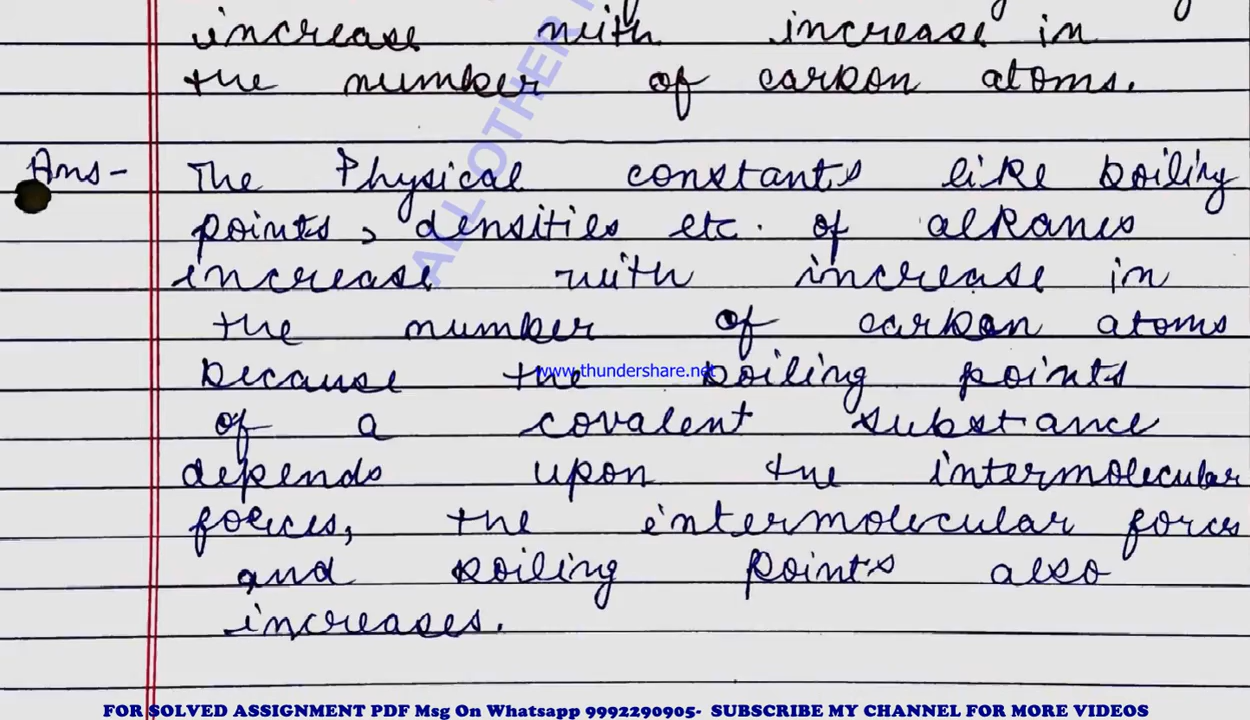 increase with increase in
the number of carbon atoms.
Ans- The Physical constants like boiling
points, densities etc. of alkanes
increase with increase in
the number of carbon atoms
because the boiling points
www.thundershare.net
of a covalent substance
depends upon the intermolecular
forces, the intermolecular forces
and boiling points also
increases.
ALL OTHER
FOR SOLVED ASSIGNMENT PDF Msg On Whatsapp 9992290905- SUBSCRIBE MY CHANNEL FOR MORE VIDEOS